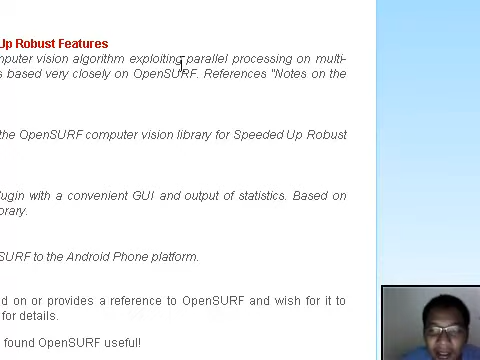 Up Robust Features
mputer vision algorithm exploiting parallel processing on multi-
s based very closely on OpenSURF. References "Notes on the
the OpenSURF computer vision library for Speeded Up Robust
lugin with a convenient GUI and output of statistics. Based on
orary.
SURF to the Android Phone platform.
d on or provides a reference to OpenSURF and wish for it to
for details.
found OpenSURF useful!